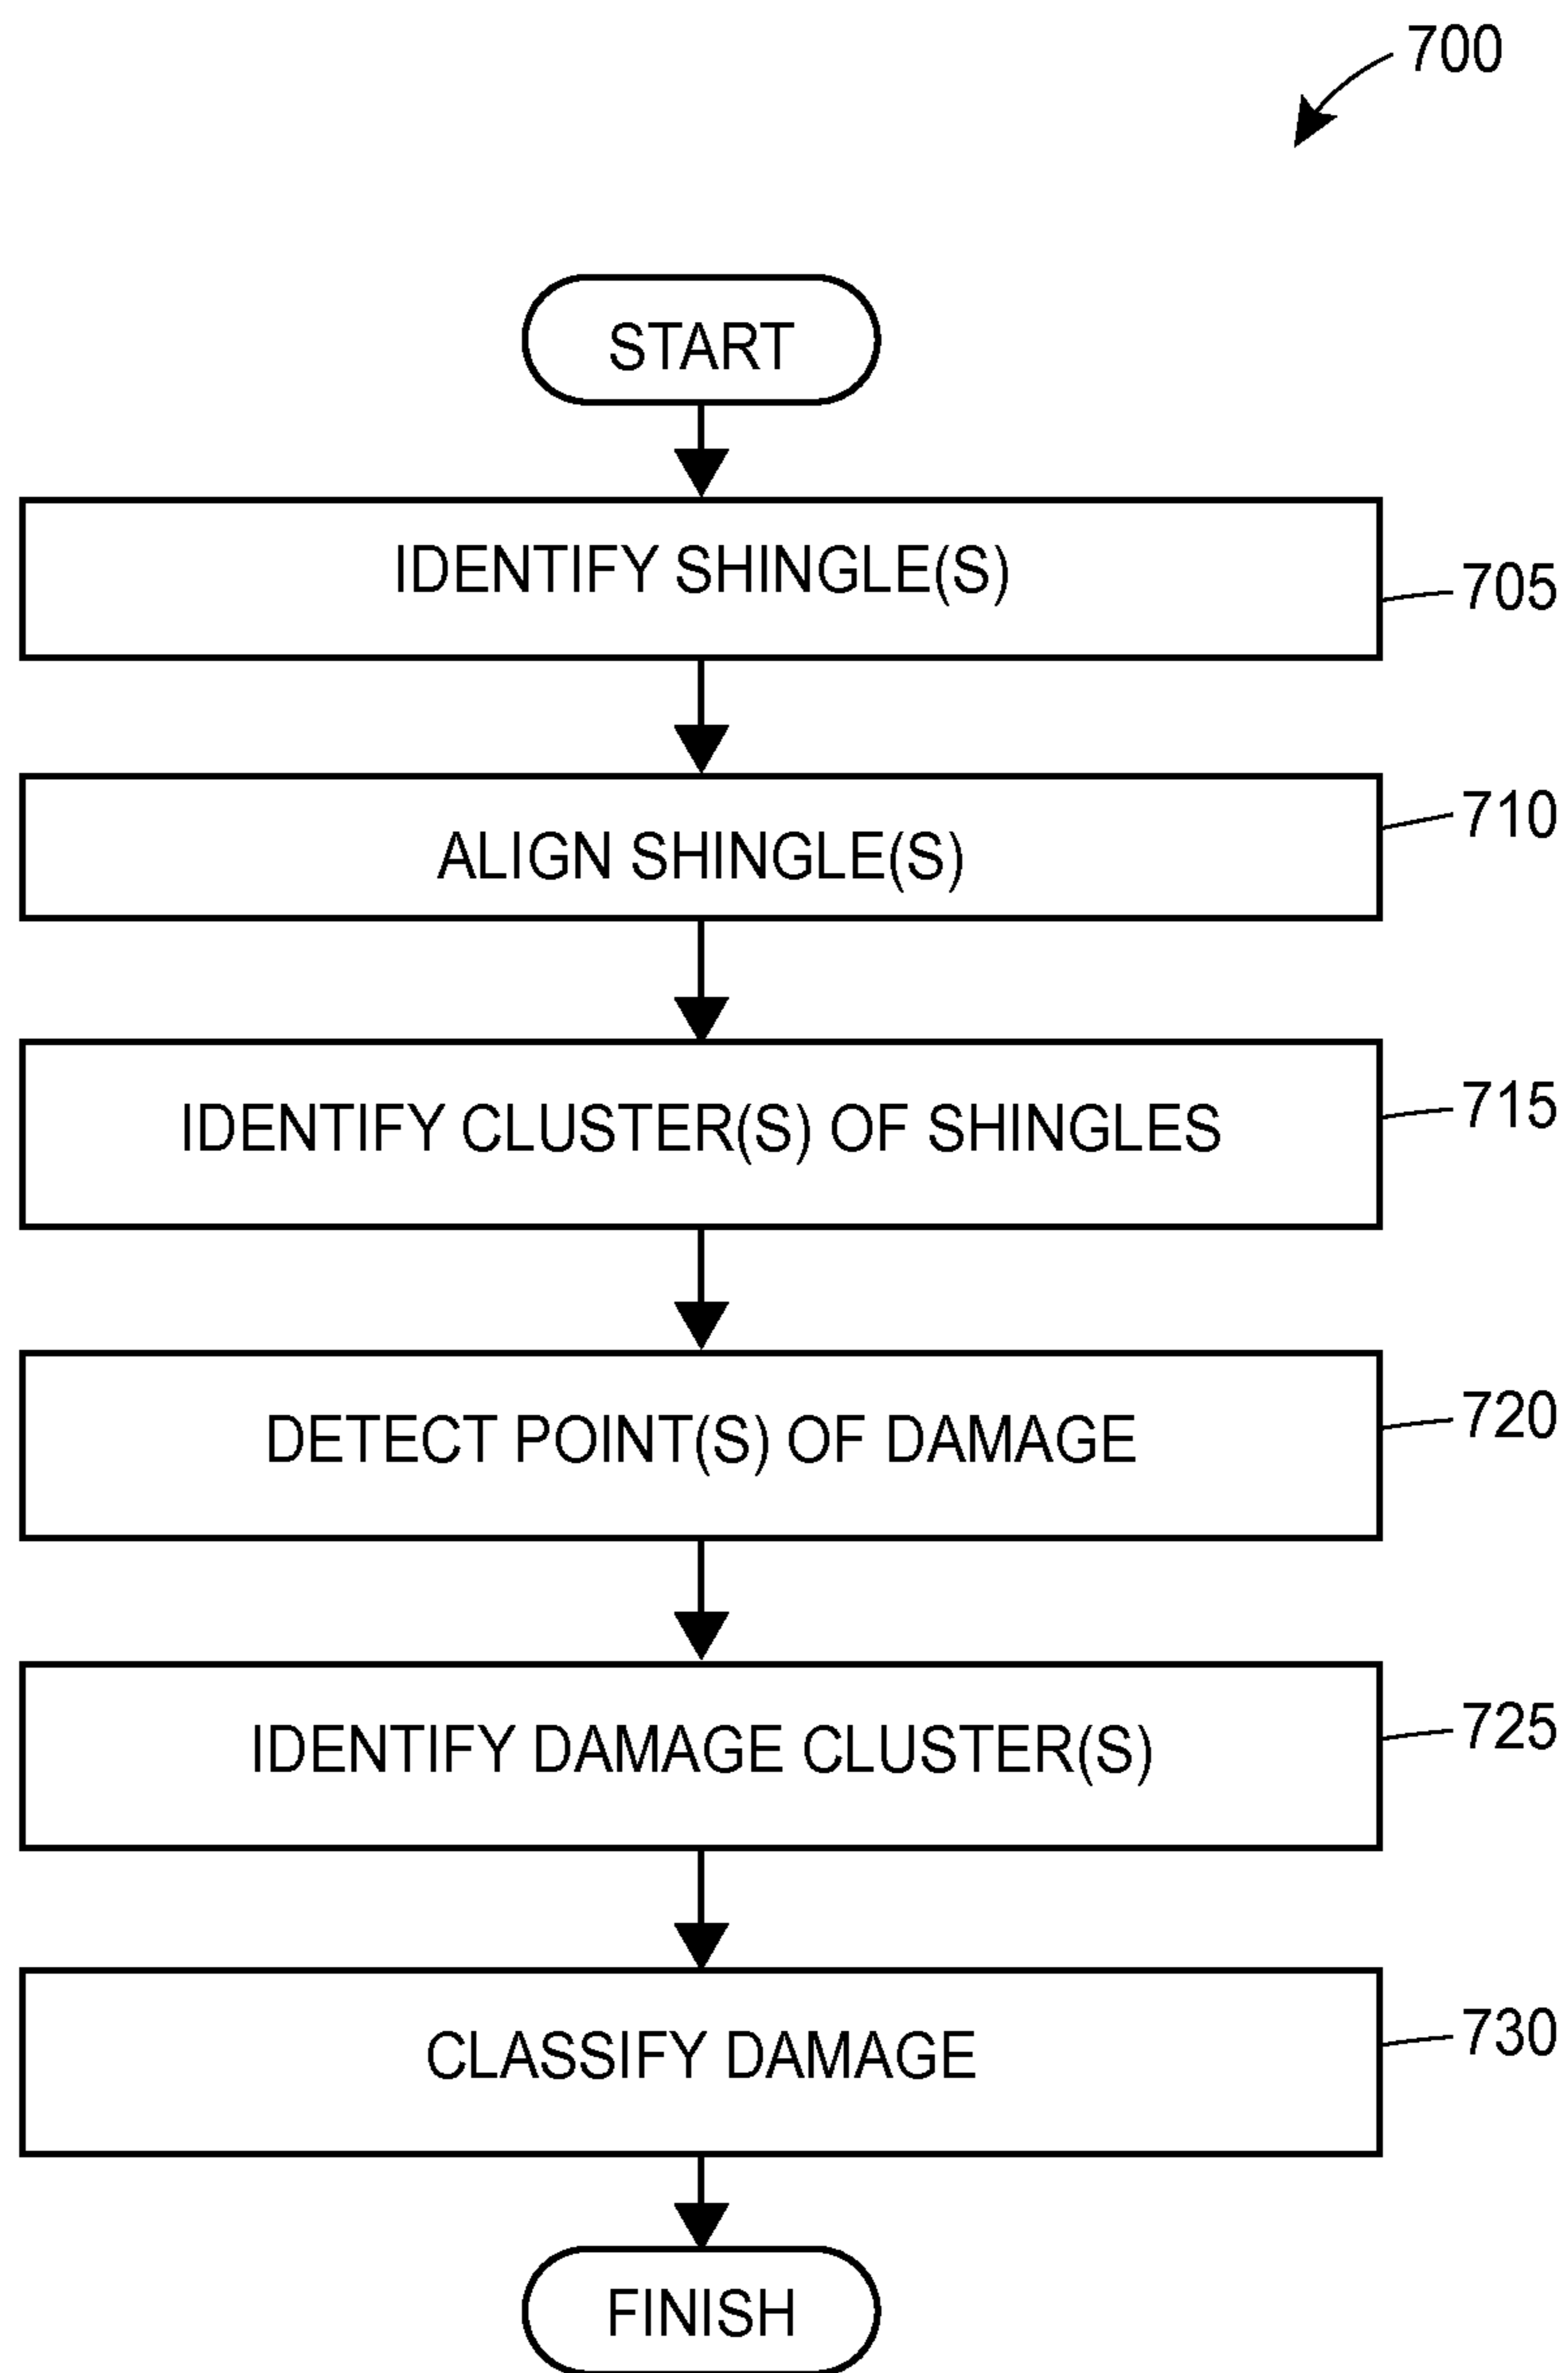 700
START
IDENTIFY SHINGLE(S)
705
ALIGN SHINGLE(S)
710
IDENTIFY CLUSTER(S) OF SHINGLES
715
DETECT POINT(S) OF DAMAGE
720
IDENTIFY DAMAGE CLUSTER(S)
725
CLASSIFY DAMAGE
730
FINISH